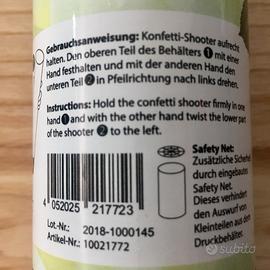 Gebrauchsanweisung: Konfetti-Shooter aufrecht
halten. Den oberen Teil des Behälters 1 mit einer
Hand festhalten und mit der anderen Hand den
unteren Teil 2 in Pfeilrichtung nach links drehen.
Instructions: Hold the confetti shooter firmly in one
hand 1 and with the other hand twist the lower part
of the shooter 2 to the left.
4 052025 217723
Lot.-Nr.: 2018-1000145
Artikel-Nr.: 10021772
Safety Net:
Zusätzliche Sicherheit
durch eingebautes
Safety Net.
Dieses verhindert
den Auswurf von
Kleinteilen aus dem
Druckbehälter.
subito